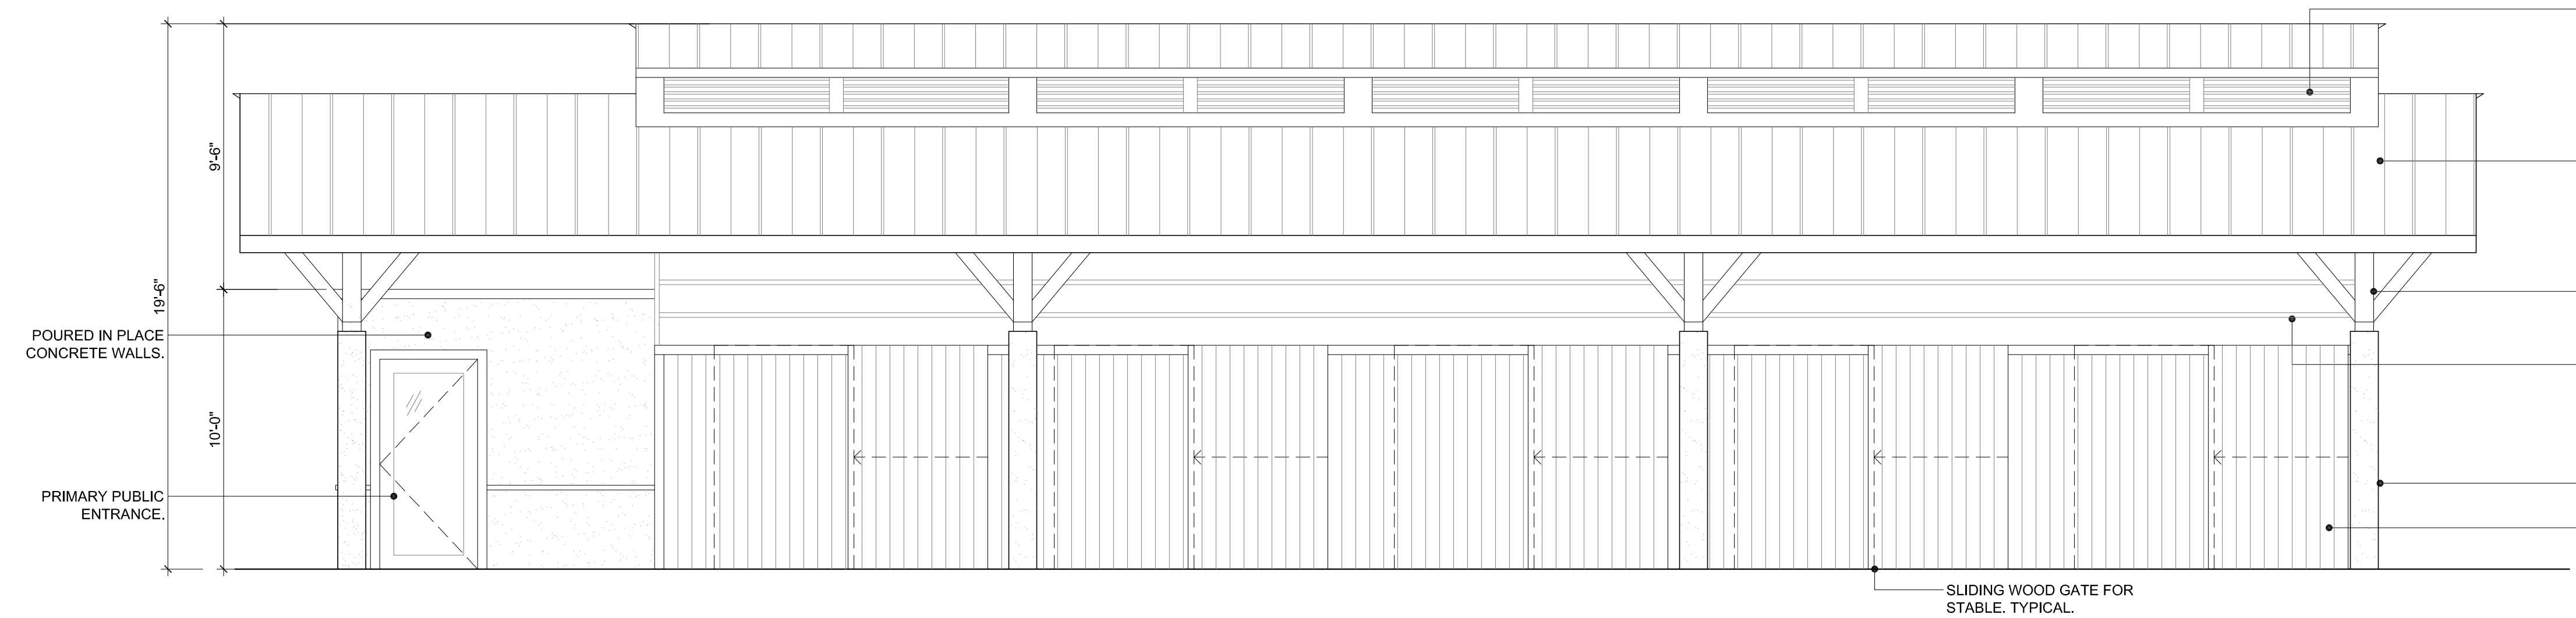 9'-6"
19'-6"
POURED IN PLACE
CONCRETE WALLS.
10'-0"
PRIMARY PUBLIC
ENTRANCE.
SLIDING WOOD GATE FOR
STABLE. TYPICAL.